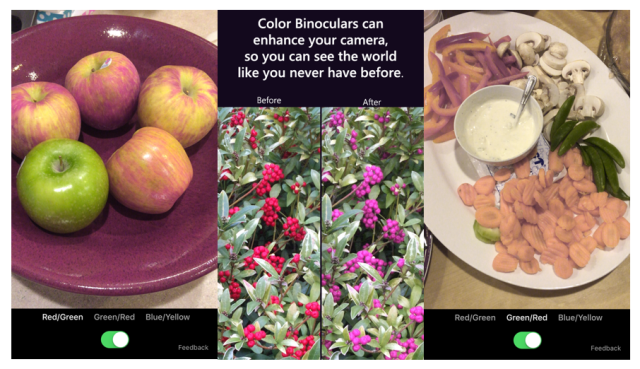 Color Binoculars can
enhance your camera,
so you can see the world
like you never have before.
Before
After
Red/Green Green/Red Blue/Yellow
Feedback
Red/Green Green/Red Blue/Yellow
Feedback